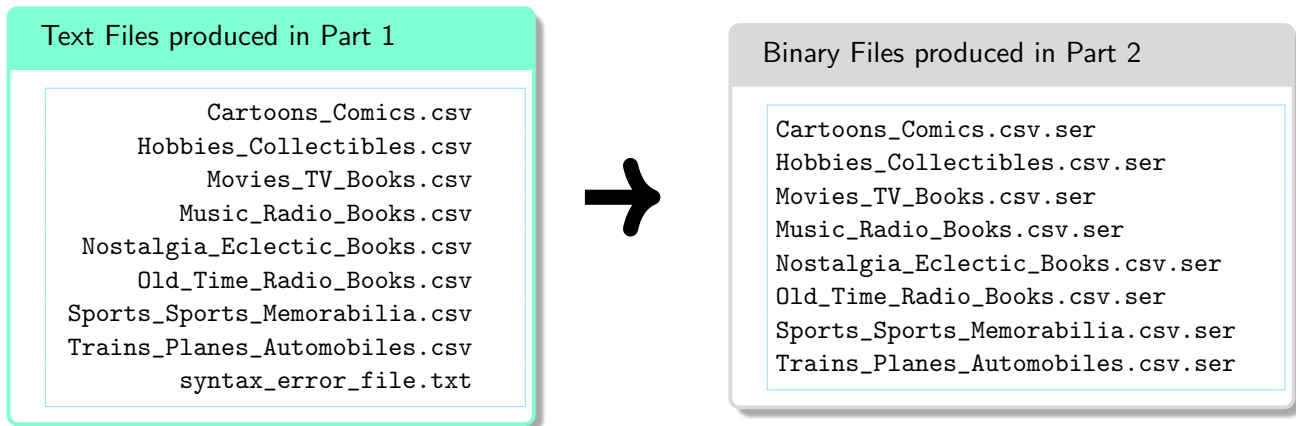 Text Files produced in Part 1
Cartoons_Comics.csv
Hobbies_Collectibles.csv
Movies_TV_Books.csv
Music_Radio_Books.csv
Nostalgia_Eclectic_Books.csv
Old_Time_Radio_Books.csv
Sports_Sports_Memorabilia.csv
Trains_Planes_Automobiles.csv
syntax_error_file.txt
Binary Files produced in Part 2
Cartoons_Comics.csv.ser
Hobbies_Collectibles.csv.ser
Movies_TV_Books.csv.ser
Music_Radio_Books.csv.ser
Nostalgia_Eclectic_Books.csv.ser
Old_Time_Radio_Books.csv.ser
Sports_Sports_Memorabilia.csv.ser
Trains_Planes_Automobiles.csv.ser